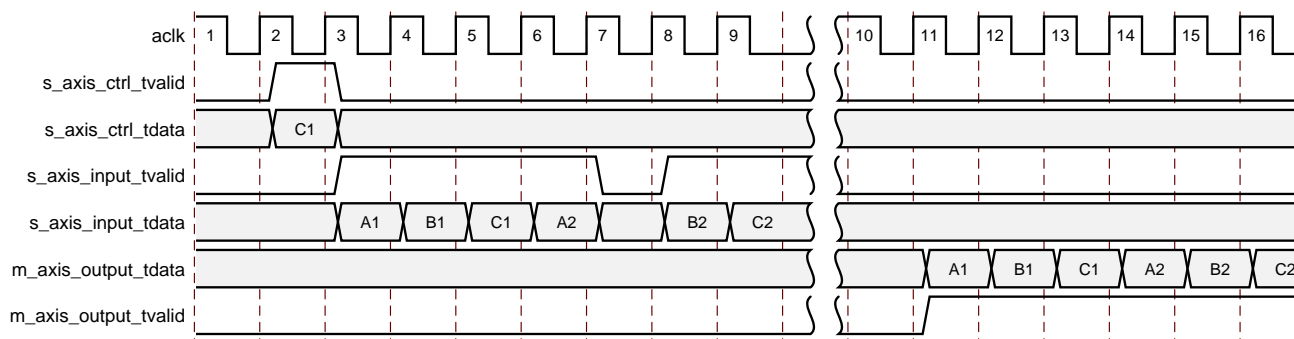 aclk 1 2 3 4 5 6 7 8 9 10 11 12 13 14 15 16
s_axis_ctrl_tvalid
s_axis_ctrl_tdata C1
s_axis_input_tvalid
s_axis_input_tdata A1 B1 C1 A2 B2 C2
m_axis_output_tdata A1 B1 C1 A2 B2 C2
m_axis_output_tvalid